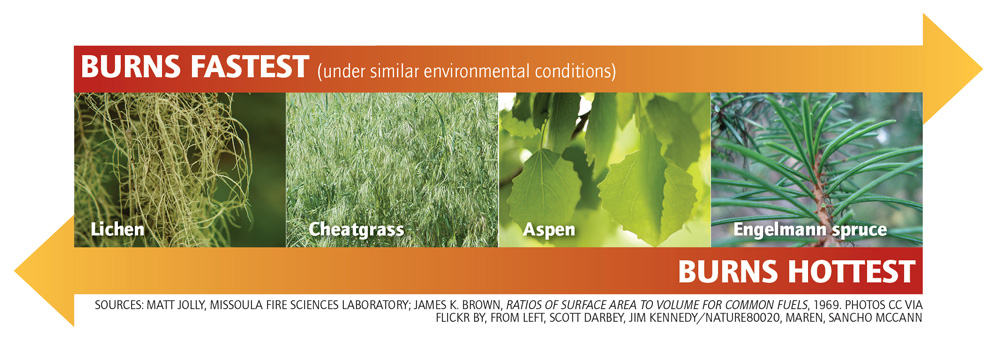 BURNS FASTEST (under similar environmental conditions)
Lichen
Cheatgrass
Aspen
Engelmann spruce
BURNS HOTTEST
SOURCES: MATT JOLLY, MISSOULA FIRE SCIENCES LABORATORY; JAMES K. BROWN, RATIOS OF SURFACE AREA TO VOLUME FOR COMMON FUELS, 1969. PHOTOS CC VIA
FLICKR BY, FROM LEFT, SCOTT DARBEY, JIM KENNEDY/NATURE80020, MAREN, SANCHO MCCANN